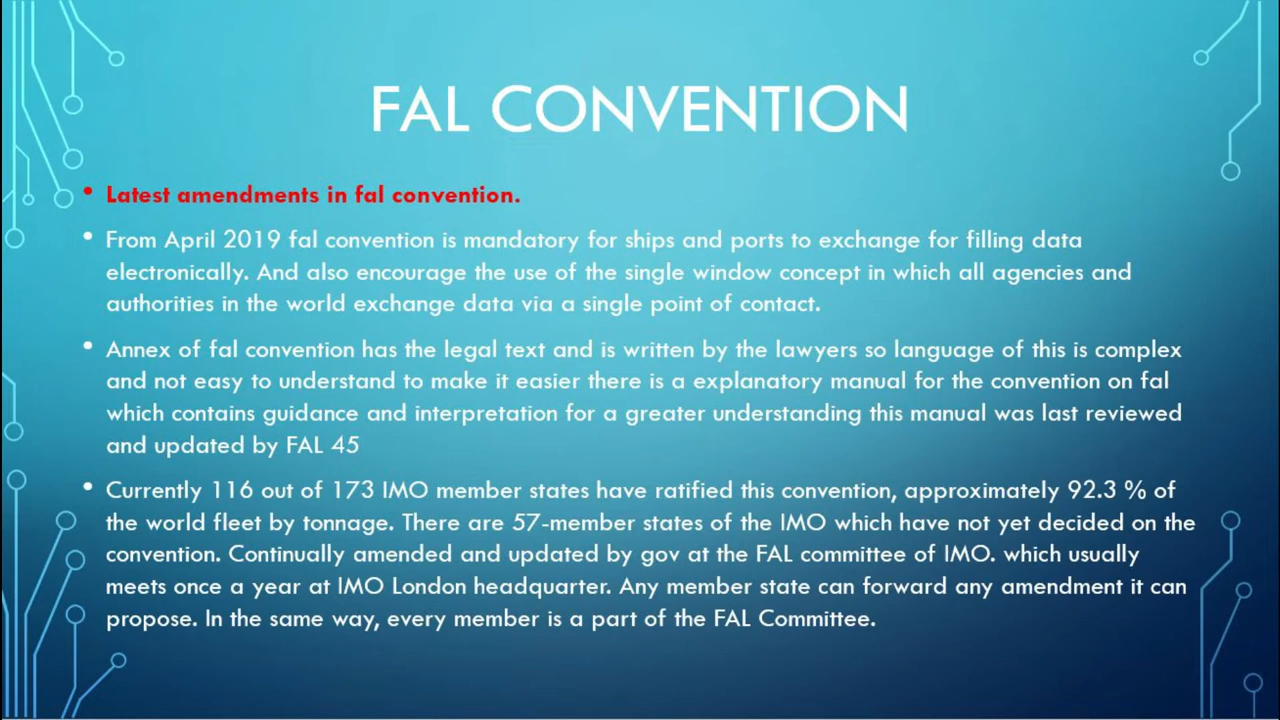 FAL CONVENTION
• Latest amendments in fal convention.
• From April 2019 fal convention is mandatory for ships and ports to exchange for filling data
electronically. And also encourage the use of the single window concept in which all agencies and
authorities in the world exchange data via a single point of contact.
• Annex of fal convention has the legal text and is written by the lawyers so language of this is complex
and not easy to understand to make it easier there is a explanatory manual for the convention on fal
which contains guidance and interpretation for a greater understanding this manual was last reviewed
and updated by FAL 45
• Currently 116 out of 173 IMO member states have ratified this convention, approximately 92.3 % of
the world fleet by tonnage. There are 57-member states of the IMO which have not yet decided on the
convention. Continually amended and updated by gov at the FAL committee of IMO. which usually
meets once a year at IMO London headquarter. Any member state can forward any amendment it can
propose. In the same way, every member is a part of the FAL Committee.